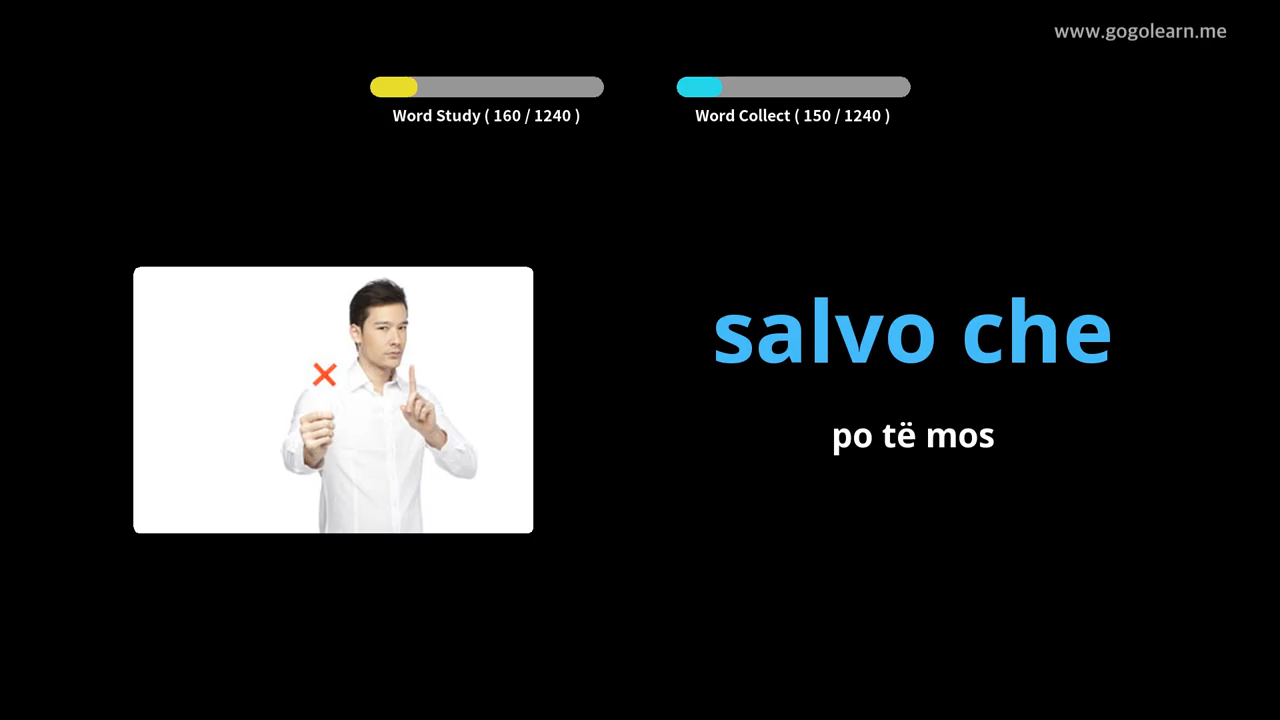 www.gogolearn.me
Word Study ( 160 / 1240 )
Word Collect ( 150 / 1240 )
salvo che
po të mos